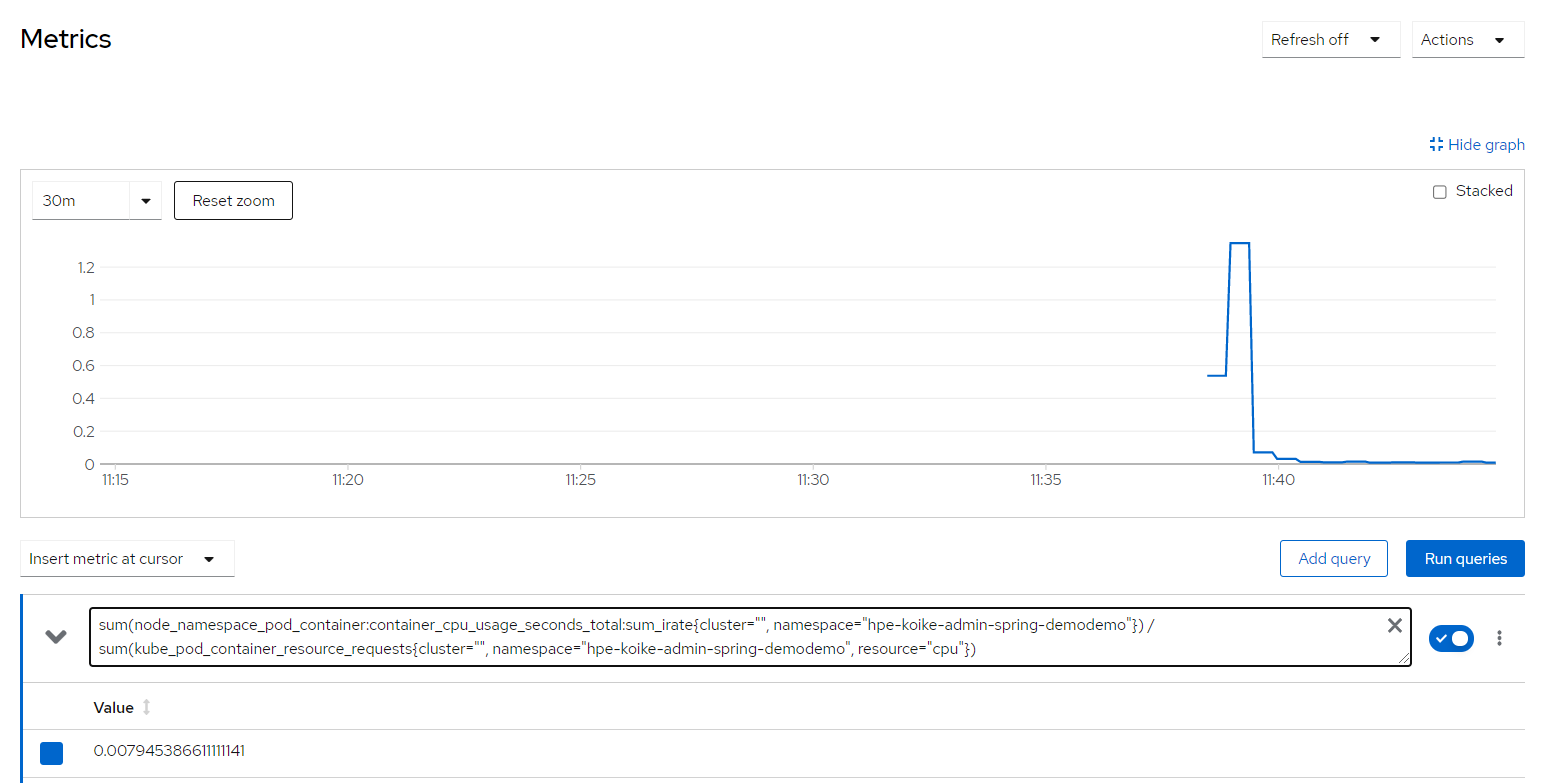 Metrics
Refresh off
Actions
Hide graph
30m
Reset zoom
Stacked
1.2
1
0.8
0.6
0.4
0.2
0
11:15
11:20
11:25
11:30
11:35
11:40
Insert metric at cursor
Add query
Run queries
sum(node_namespace_pod_container:container_cpu_usage_seconds_total:sum_irate{cluster="", namespace="hpe-koike-admin-spring-demodemo"}) /
sum(kube_pod_container_resource_requests{cluster="", namespace="hpe-koike-admin-spring-demodemo", resource="cpu"})
Value
0.007945386611111141